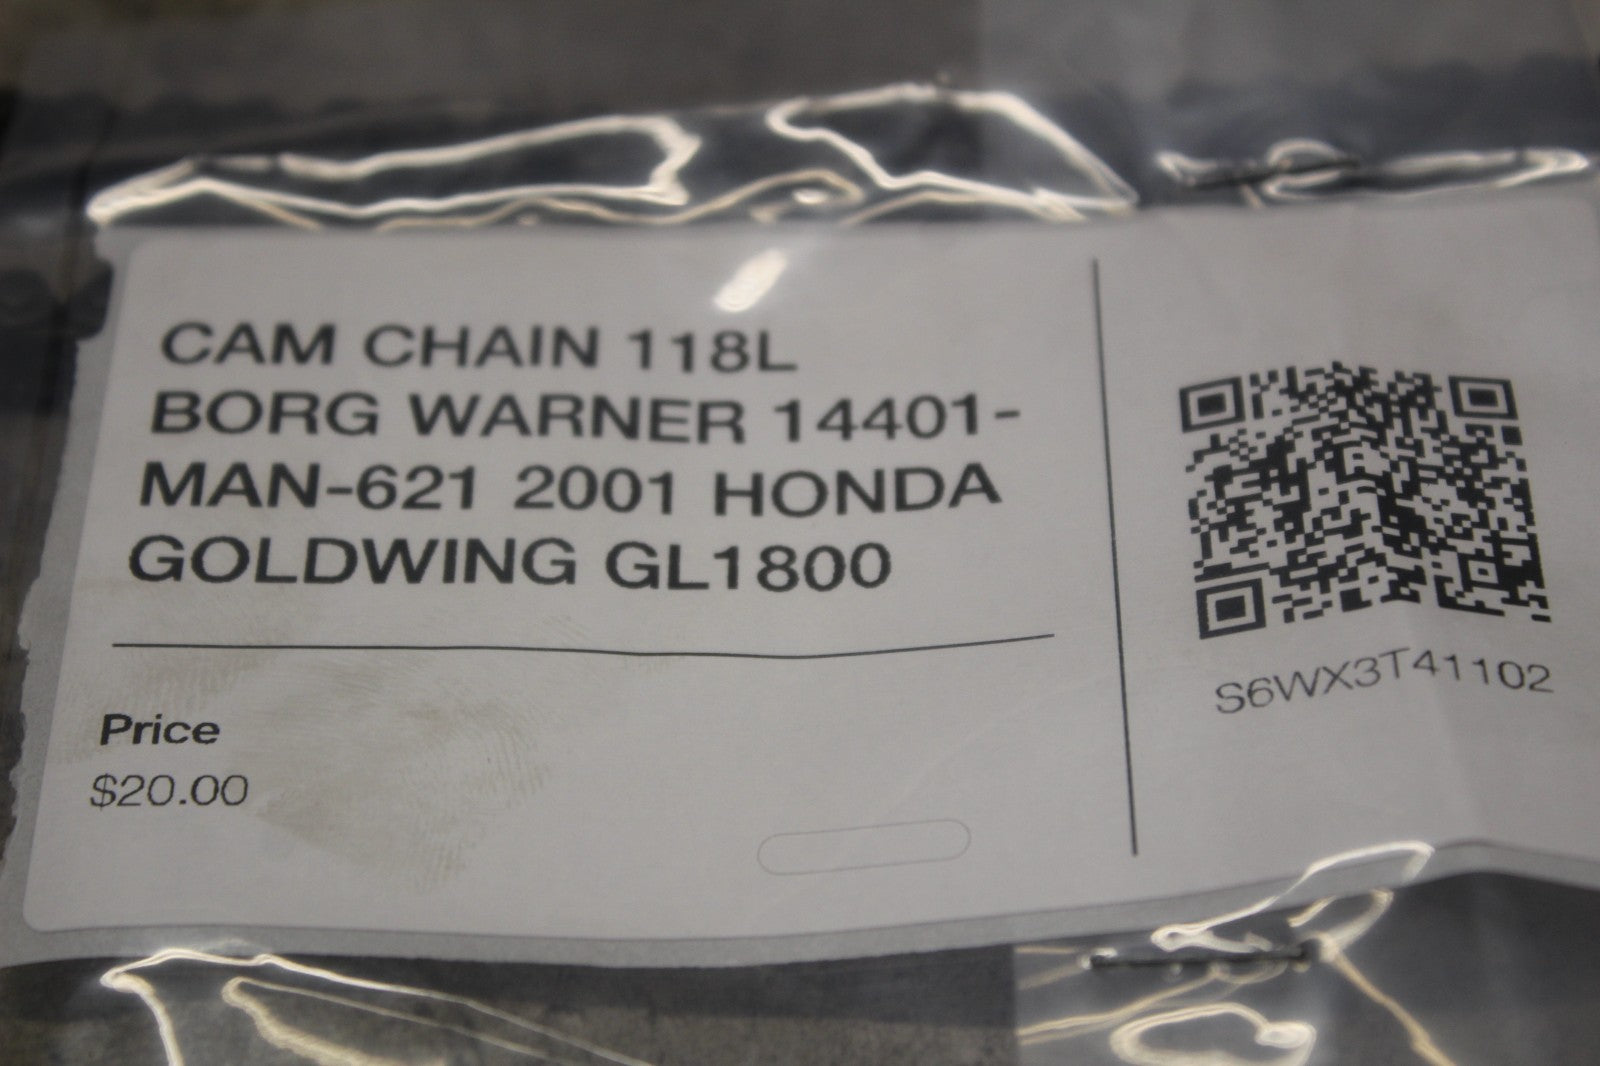 CAM CHAIN 118L
BORG WARNER 14401-
MAN-621 2001 HONDA
GOLDWING GL1800
Price
$20.00
S6WX3T41102